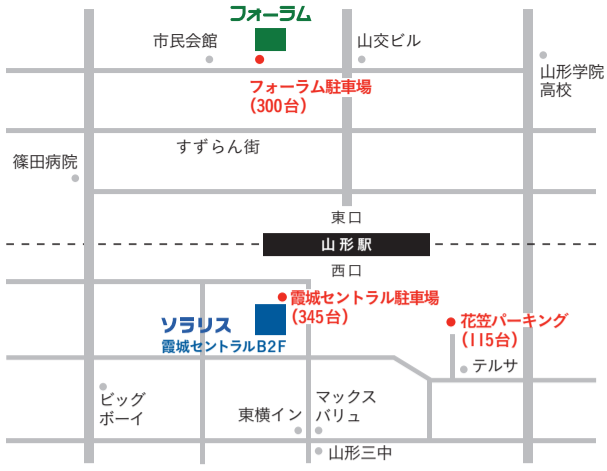 フォーラム
市民会館
山交ビル
山形学院
高校
フォーラム駐車場
(300台)
すずらん街
篠田病院
東口
山形駅
西口
霞城セントラル駐車場
(345台)
ソラリス
霞城セントラルB2F
花笠パーキング
(115台)
テルサ
ビッグ
ボーイ
東横イン
マックス
バリュ
山形三中